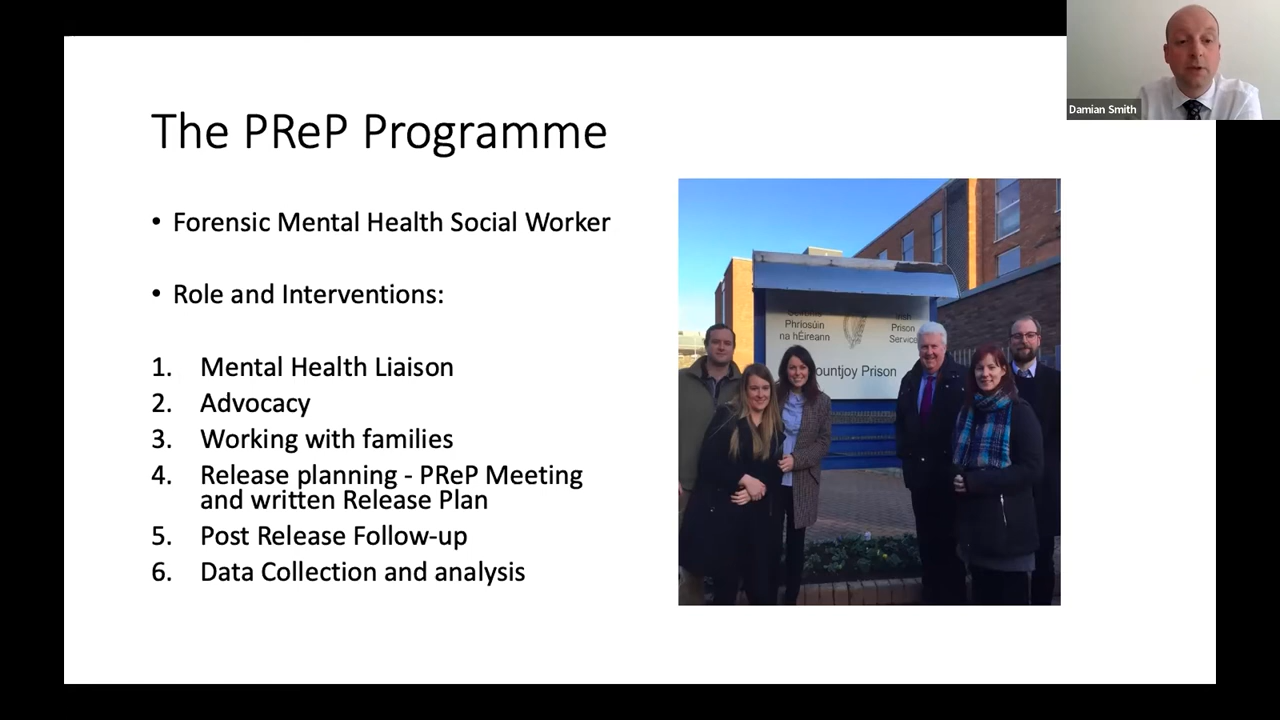 The PReP Programme
• Forensic Mental Health Social Worker
• Role and Interventions:
1. Mental Health Liaison
2. Advocacy
3. Working with families
4. Release planning - PReP Meeting
and written Release Plan
5. Post Release Follow-up
6. Data Collection and analysis
Damian Smith
Phríosúin
na hÉireann
Irish
Prison
Service
ountjoy Prison